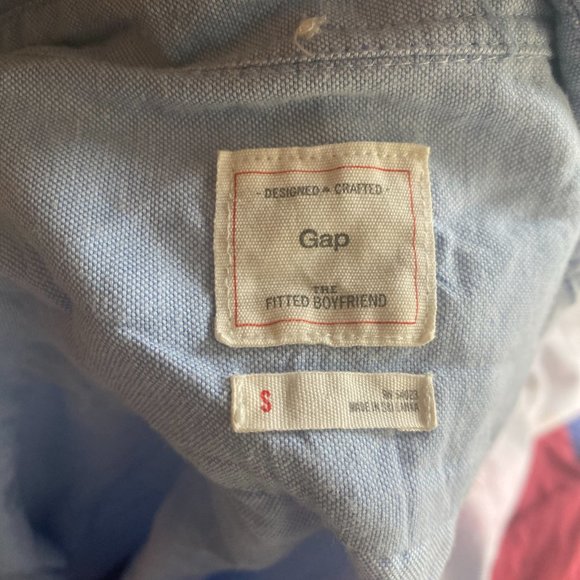 - DESIGNED & CRAFTED -
Gap
THE
FITTED BOYFRIEND
S
MADE IN SRI LANKA